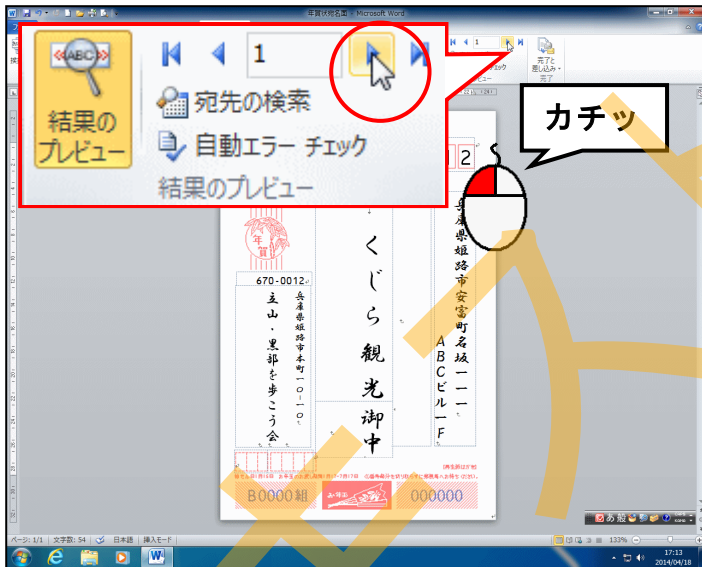 年賀状宛名面 - Microsoft Word
«ABC»
結果の
プレビュー
1
宛先の検索
自動エラー チェック
結果のプレビュー
1
完了と
差し込み
完了
カチッ
2
兵庫県姫路市安富町名坂一一一
ABCビル一F
くじら観光御中
年賀
670-0012
兵庫県姫路市本町一〇-一〇
立山・黒部を歩こう会
B0000組
000000
ページ: 1/1
文字数: 54
日本語
挿入モード
133%
あ 般
17:13
2014/04/18